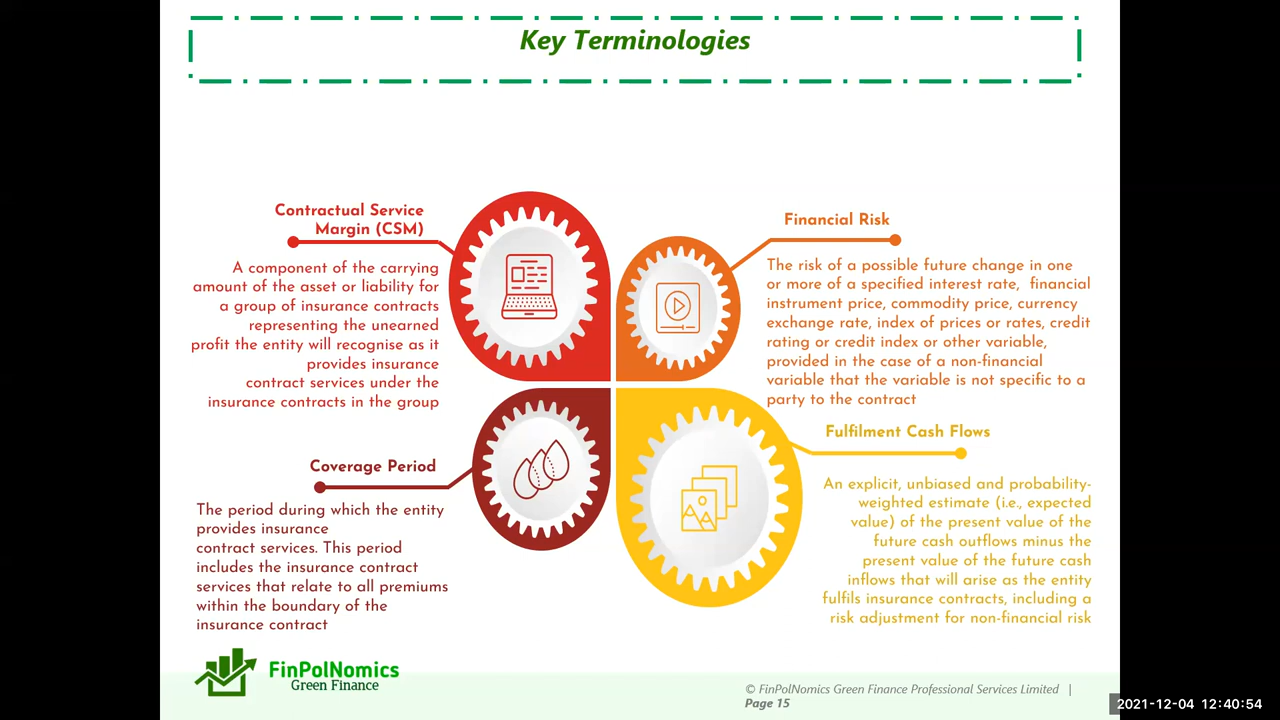 Key Terminologies
Contractual Service
Margin (CSM)
A component of the carrying
amount of the asset or liability for
a group of insurance contracts
representing the unearned
profit the entity will recognise as it
provides insurance
contract services under the
insurance contracts in the group
Financial Risk
The risk of a possible future change in one
or more of a specified interest rate, financial
instrument price, commodity price, currency
exchange rate, index of prices or rates, credit
rating or credit index or other variable,
provided in the case of a non-financial
variable that the variable is not specific to a
party to the contract
Coverage Period
The period during which the entity
provides insurance
contract services. This period
includes the insurance contract
services that relate to all premiums
within the boundary of the
insurance contract
Fulfilment Cash Flows
An explicit, unbiased and probability-
weighted estimate (i.e., expected
value) of the present value of the
future cash outflows minus the
present value of the future cash
inflows that will arise as the entity
fulfils insurance contracts, including a
risk adjustment for non-financial risk
FinPolNomics
Green Finance
© FinPolNomics Green Finance Professional Services Limited |
Page 15
2021-12-04 12:40:54